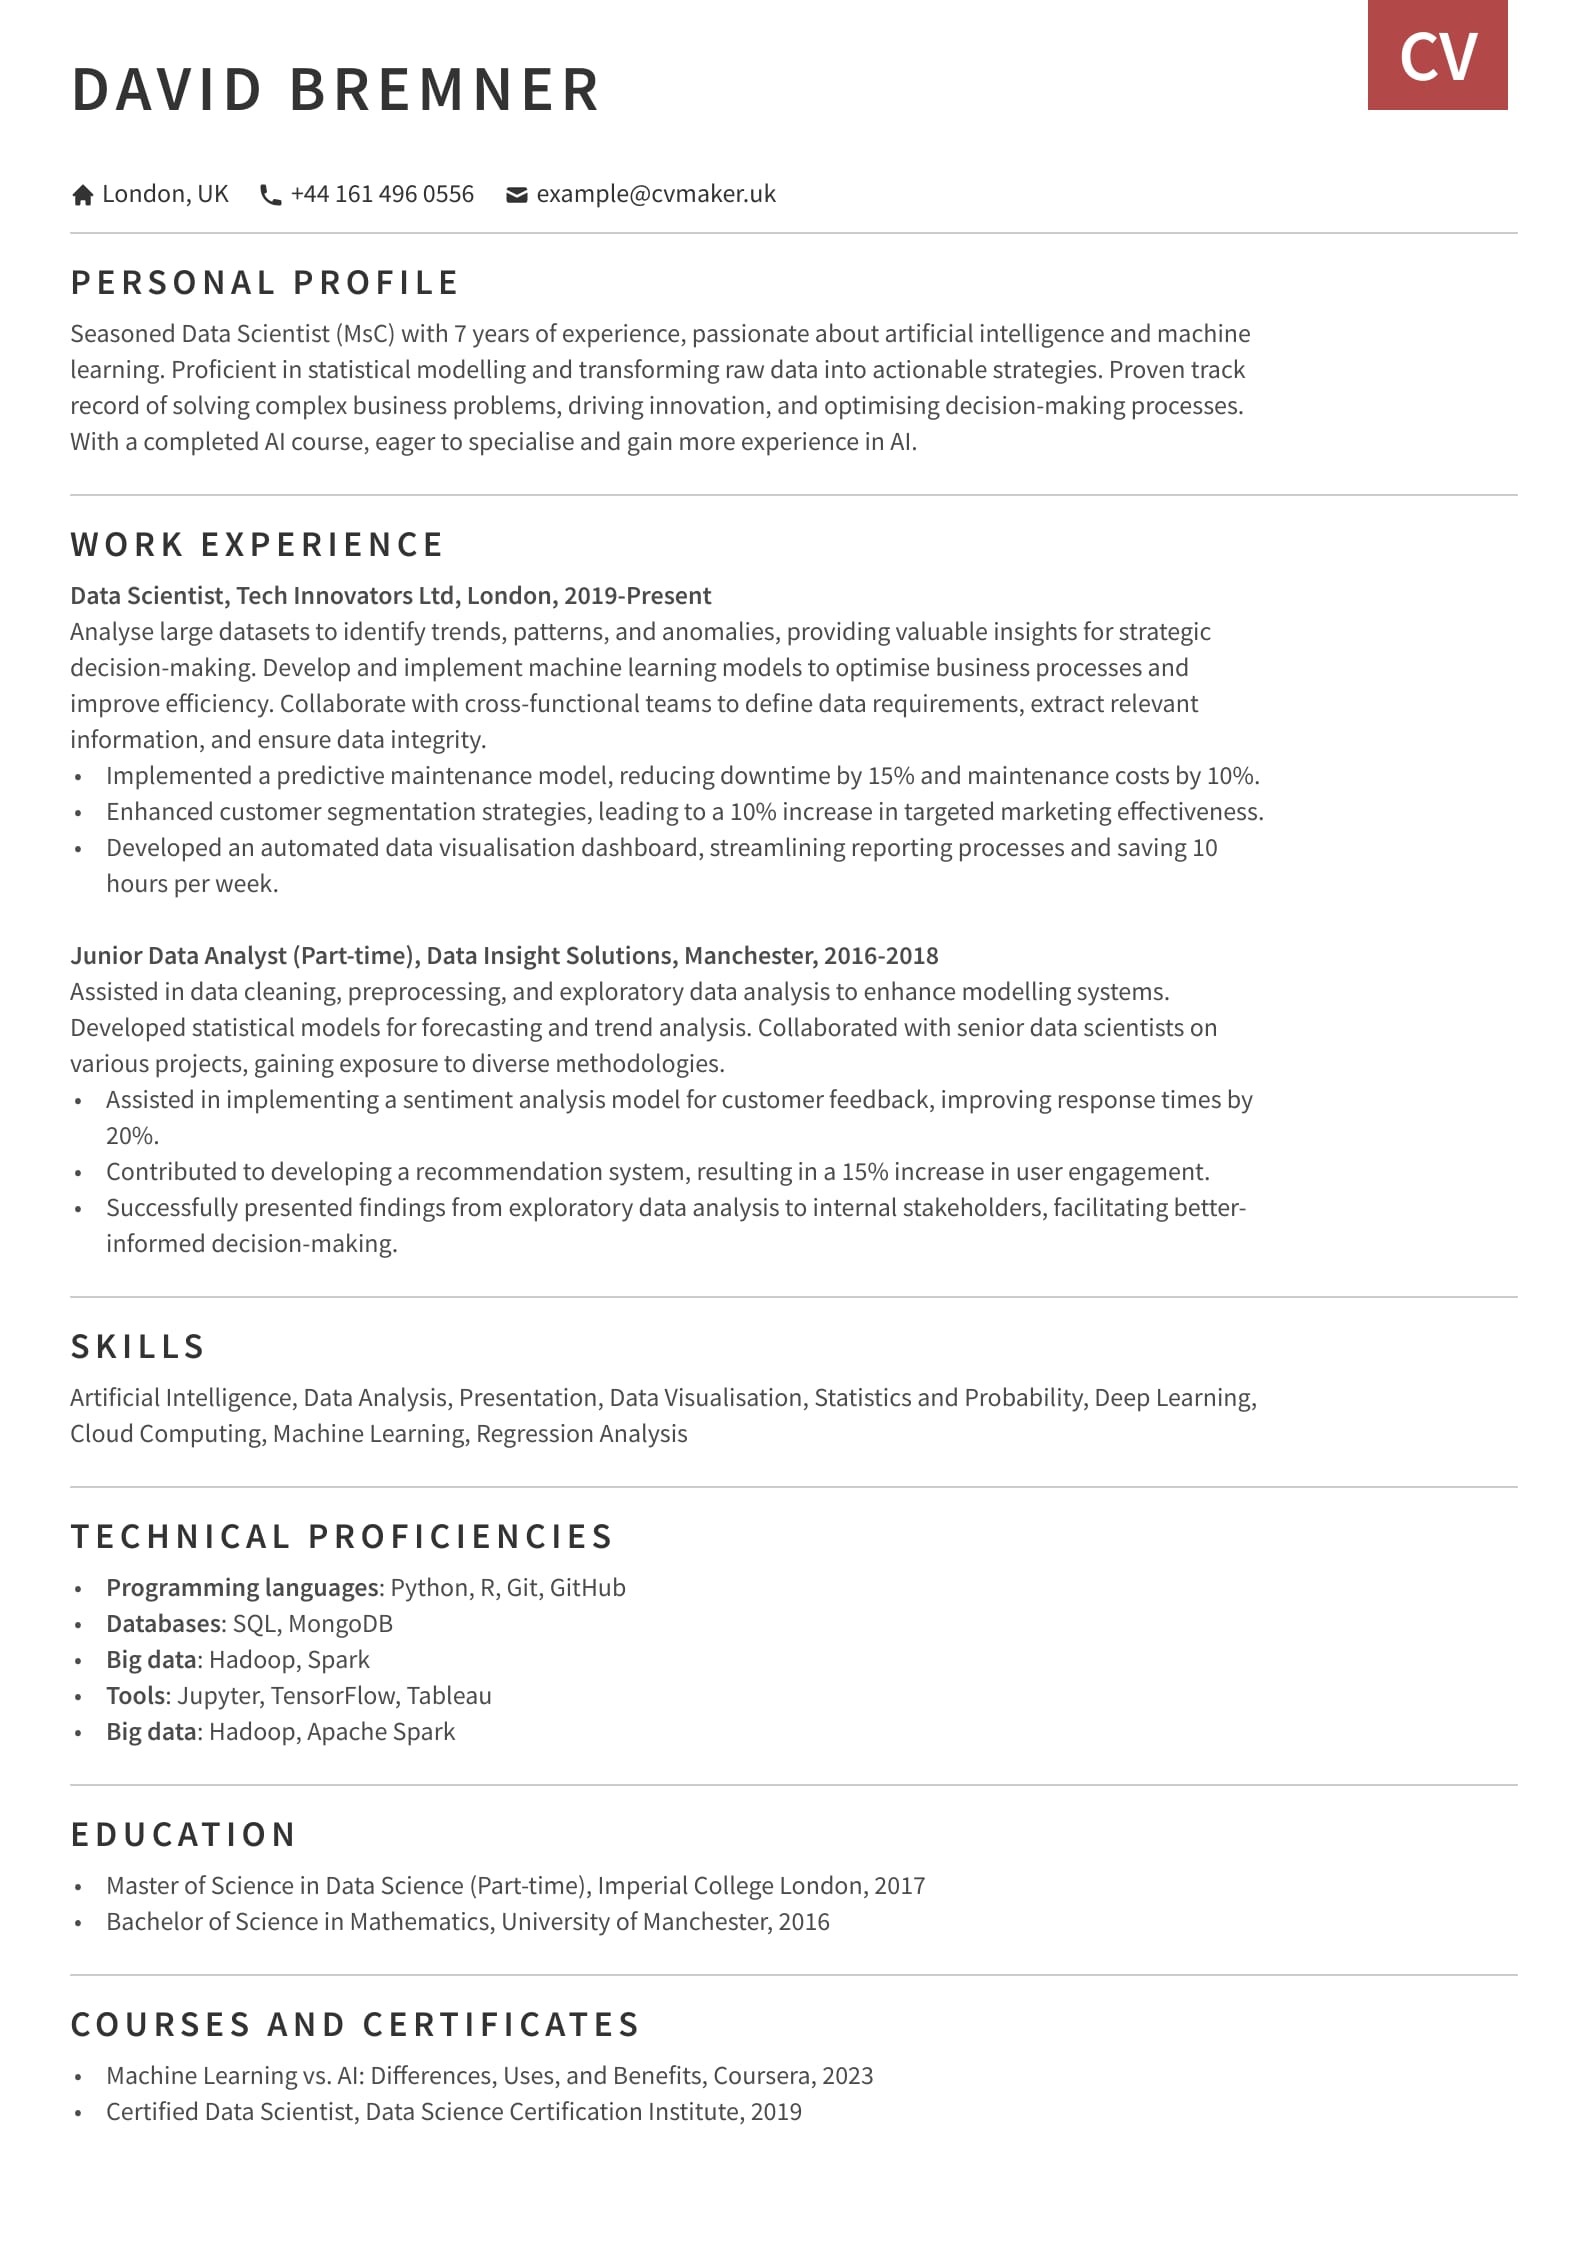 CV
DAVID BREMNER
London, UK +44 161 496 0556 example@cvmaker.uk
PERSONAL PROFILE
Seasoned Data Scientist (MsC) with 7 years of experience, passionate about artificial intelligence and machine
learning. Proficient in statistical modelling and transforming raw data into actionable strategies. Proven track
record of solving complex business problems, driving innovation, and optimising decision-making processes.
With a completed AI course, eager to specialise and gain more experience in AI.
WORK EXPERIENCE
Data Scientist, Tech Innovators Ltd, London, 2019-Present
Analyse large datasets to identify trends, patterns, and anomalies, providing valuable insights for strategic
decision-making. Develop and implement machine learning models to optimise business processes and
improve efficiency. Collaborate with cross-functional teams to define data requirements, extract relevant
information, and ensure data integrity.
• Implemented a predictive maintenance model, reducing downtime by 15% and maintenance costs by 10%.
• Enhanced customer segmentation strategies, leading to a 10% increase in targeted marketing effectiveness.
• Developed an automated data visualisation dashboard, streamlining reporting processes and saving 10
hours per week.
Junior Data Analyst (Part-time), Data Insight Solutions, Manchester, 2016-2018
Assisted in data cleaning, preprocessing, and exploratory data analysis to enhance modelling systems.
Developed statistical models for forecasting and trend analysis. Collaborated with senior data scientists on
various projects, gaining exposure to diverse methodologies.
• Assisted in implementing a sentiment analysis model for customer feedback, improving response times by
20%.
• Contributed to developing a recommendation system, resulting in a 15% increase in user engagement.
• Successfully presented findings from exploratory data analysis to internal stakeholders, facilitating better-
informed decision-making.
SKILLS
Artificial Intelligence, Data Analysis, Presentation, Data Visualisation, Statistics and Probability, Deep Learning,
Cloud Computing, Machine Learning, Regression Analysis
TECHNICAL PROFICIENCIES
• Programming languages: Python, R, Git, GitHub
• Databases: SQL, MongoDB
• Big data: Hadoop, Spark
• Tools: Jupyter, TensorFlow, Tableau
• Big data: Hadoop, Apache Spark
EDUCATION
• Master of Science in Data Science (Part-time), Imperial College London, 2017
• Bachelor of Science in Mathematics, University of Manchester, 2016
COURSES AND CERTIFICATES
• Machine Learning vs. AI: Differences, Uses, and Benefits, Coursera, 2023
• Certified Data Scientist, Data Science Certification Institute, 2019